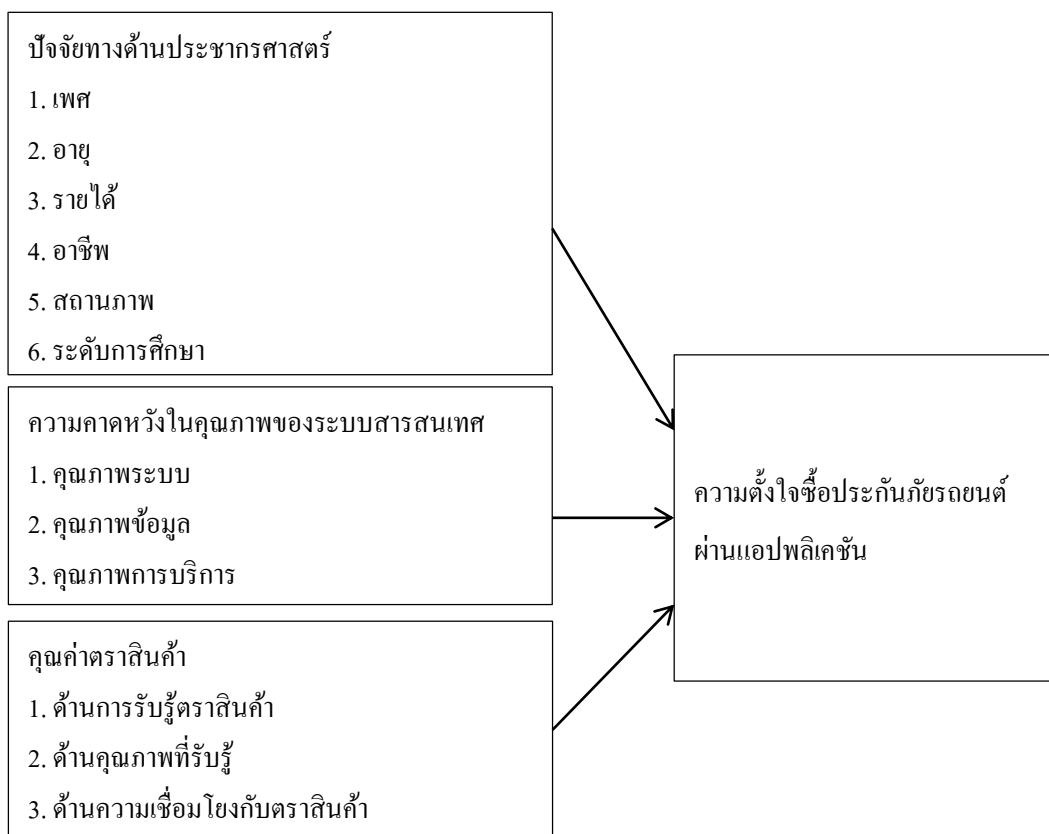 ปัจจัยทางด้านประชากรศาสตร์
1. เพศ
2. อายุ
3. รายได้
4. อาชีพ
5. สถานภาพ
6. ระดับการศึกษา
ความคาดหวังในคุณภาพของระบบสารสนเทศ
1. คุณภาพระบบ
2. คุณภาพข้อมูล
3. คุณภาพการบริการ
คุณค่าตราสินค้า
1. ด้านการรับรู้ตราสินค้า
2. ด้านคุณภาพที่รับรู้
3. ด้านความเชื่อมโยงกับตราสินค้า
ความตั้งใจซื้อประกันภัยรถยนต์
ผ่านแอปพลิเคชัน